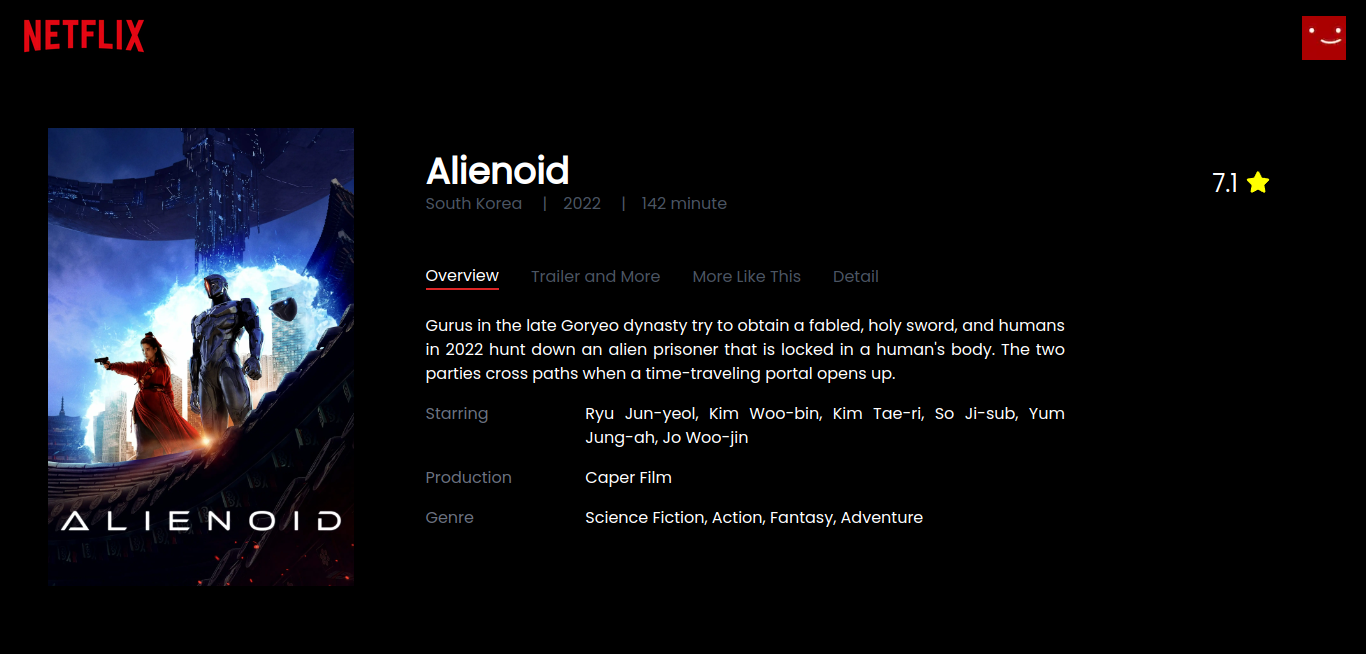 NETFLIX
Alienoid
7.1
South Korea | 2022 | 142 minute
Overview Trailer and More More Like This Detail
Gurus in the late Goryeo dynasty try to obtain a fabled, holy sword, and humans
in 2022 hunt down an alien prisoner that is locked in a human's body. The two
parties cross paths when a time-traveling portal opens up.
Starring Ryu Jun-yeol, Kim Woo-bin, Kim Tae-ri, So Ji-sub, Yum
Jung-ah, Jo Woo-jin
Production Caper Film
Genre Science Fiction, Action, Fantasy, Adventure
ALIENOID